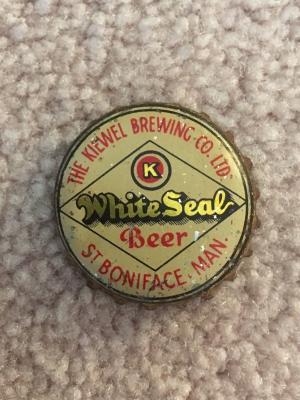 THE KIEWEL BREWING CO. LTD.
K
White Seal
Beer
ST. BONIFACE. MAN.